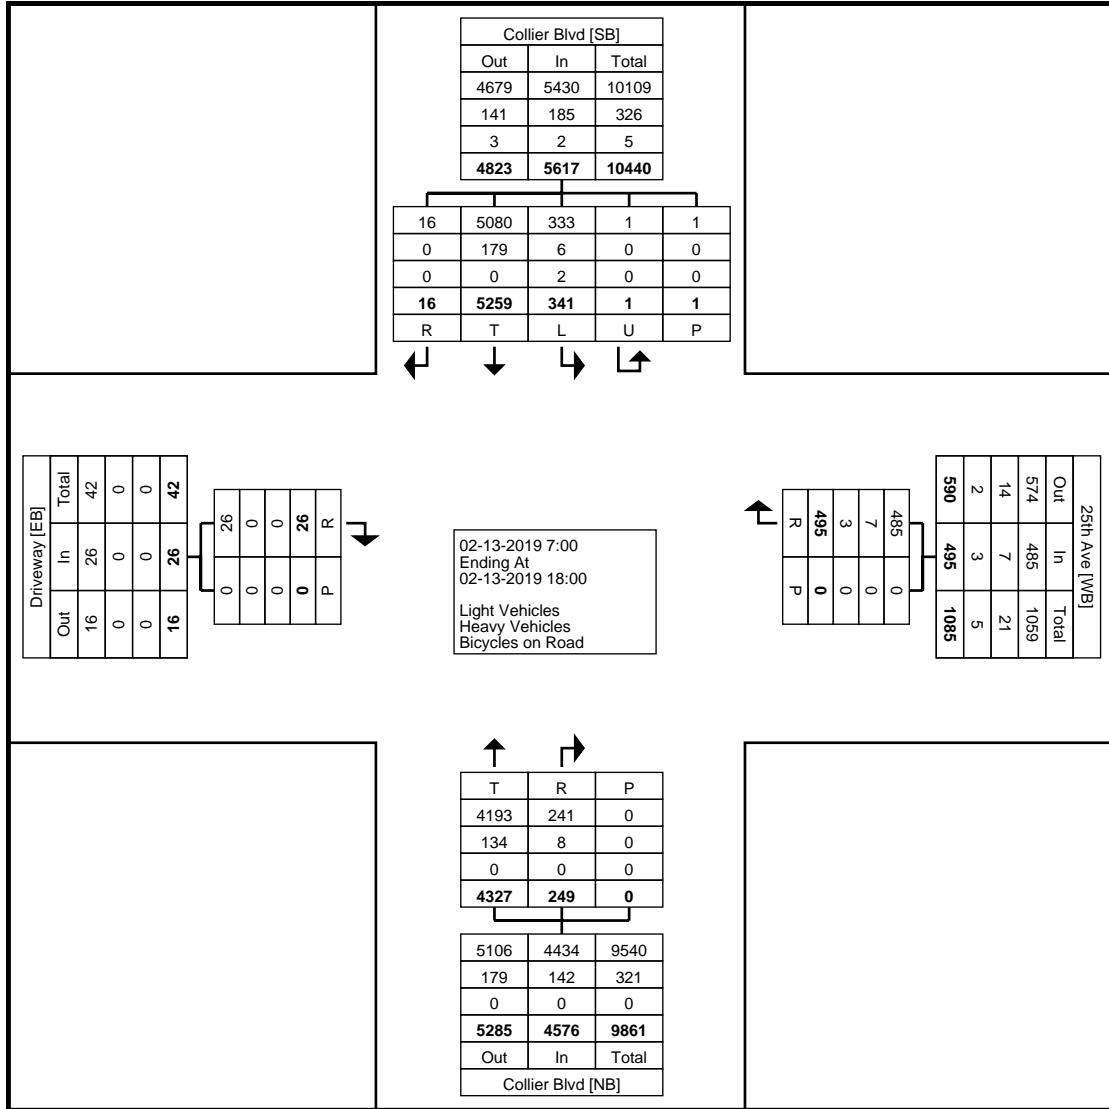 Collier Blvd [SB]
Out In Total
4679 5430 10109
141 185 326
3 2 5
4823 5617 10440
16 5080 333 1 1
0 179 6 0 0
0 0 2 0 0
16 5259 341 1 1
R T L U P
Driveway [EB]
Out In Total
16 26 42
0 0 0
0 0 0
16 26 42
26 0
0 0
0 0
26 0
R P
02-13-2019 7:00
Ending At
02-13-2019 18:00
Light Vehicles
Heavy Vehicles
Bicycles on Road
25th Ave [WB]
Out In Total
574 485 1059
14 7 21
2 3 5
590 495 1085
485 0
7 0
3 0
495 0
R P
T R P
4193 241 0
134 8 0
0 0 0
4327 249 0
5106 4434 9540
179 142 321
0 0 0
5285 4576 9861
Out In Total
Collier Blvd [NB]